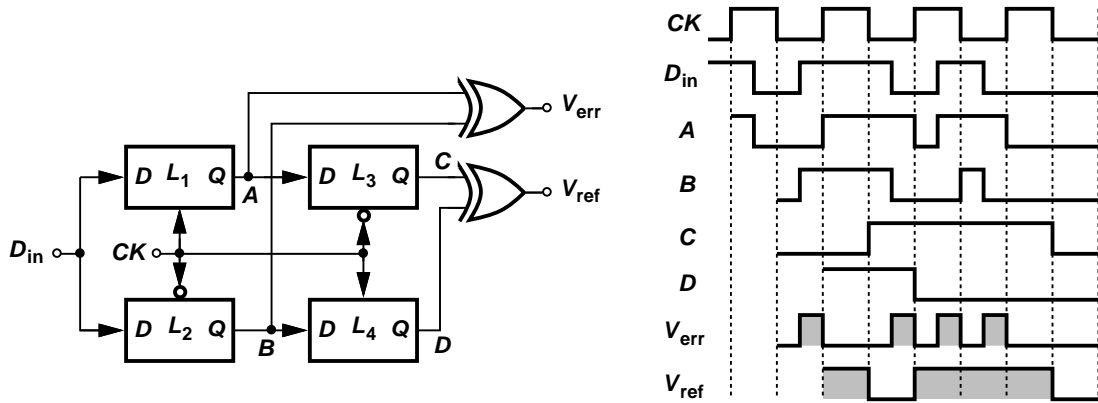 D L1 Q
A
D L3 Q
C
Verr
Vref
Din
CK
D L2 Q
B
D L4 Q
D
CK
Din
A
B
C
D
Verr
Vref